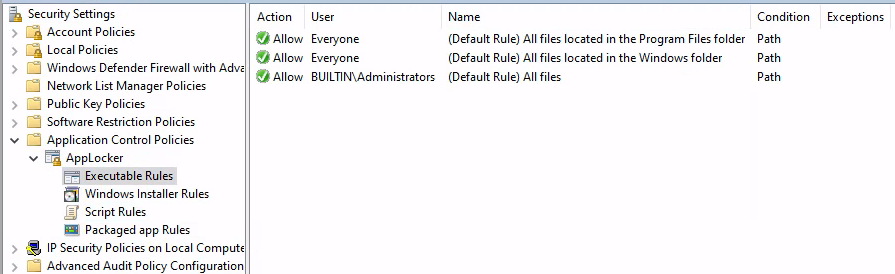 Security Settings
Account Policies
Local Policies
Windows Defender Firewall with Adva
Network List Manager Policies
Public Key Policies
Software Restriction Policies
Application Control Policies
AppLocker
Executable Rules
Windows Installer Rules
Script Rules
Packaged app Rules
IP Security Policies on Local Compute
Advanced Audit Policy Configuration
Action User Name Condition Exceptions
Allow Everyone (Default Rule) All files located in the Program Files folder Path
Allow Everyone (Default Rule) All files located in the Windows folder Path
Allow BUILTIN\Administrators (Default Rule) All files Path